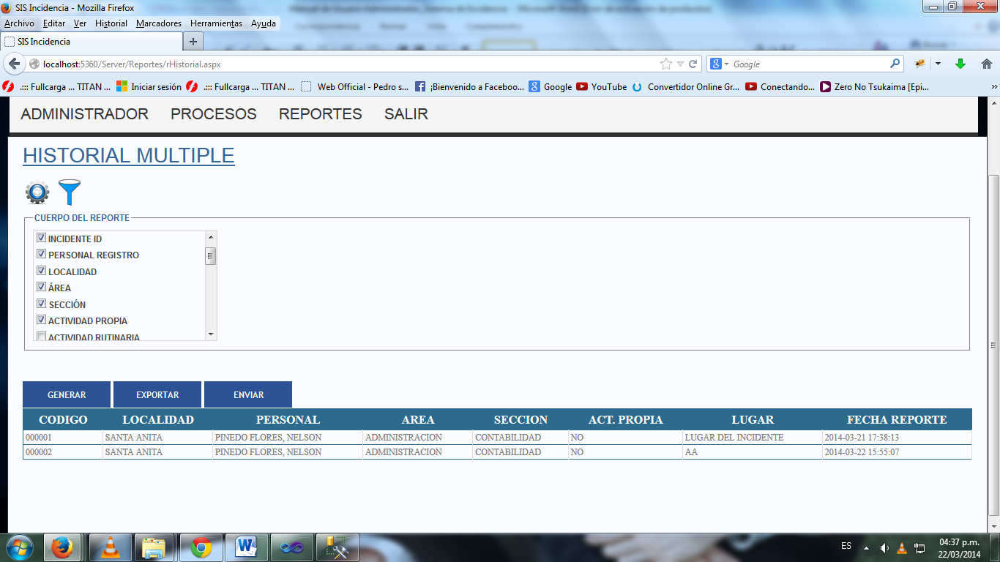 SIS Incidencia - Mozilla Firefox
Archivo Editar Ver Historial Marcadores Herramientas Ayuda
SIS Incidencia
localhost:5360/Server/Reportes/rHistorial.aspx
Google
.::: Fullcarga ... TITAN ... Iniciar sesión .::: Fullcarga ... TITAN ... Web Official - Pedro s... ¡Bienvenido a Faceboo... Google YouTube Convertidor Online Gr... Conectando... Zero No Tsukaima [Epi... »
ADMINISTRADOR PROCESOS REPORTES SALIR
HISTORIAL MULTIPLE
CUERPO DEL REPORTE
INCIDENTE ID
PERSONAL REGISTRO
LOCALIDAD
ÁREA
SECCIÓN
ACTIVIDAD PROPIA
ACTIVIDAD RUTINARIA
GENERAR EXPORTAR ENVIAR
CODIGO LOCALIDAD PERSONAL AREA SECCION ACT. PROPIA LUGAR FECHA REPORTE
000001 SANTA ANITA PINEDO FLORES, NELSON ADMINISTRACION CONTABILIDAD NO LUGAR DEL INCIDENTE 2014-03-21 17:38:13
000002 SANTA ANITA PINEDO FLORES, NELSON ADMINISTRACION CONTABILIDAD NO AA 2014-03-22 15:55:07
ES
04:37 p.m.
22/03/2014